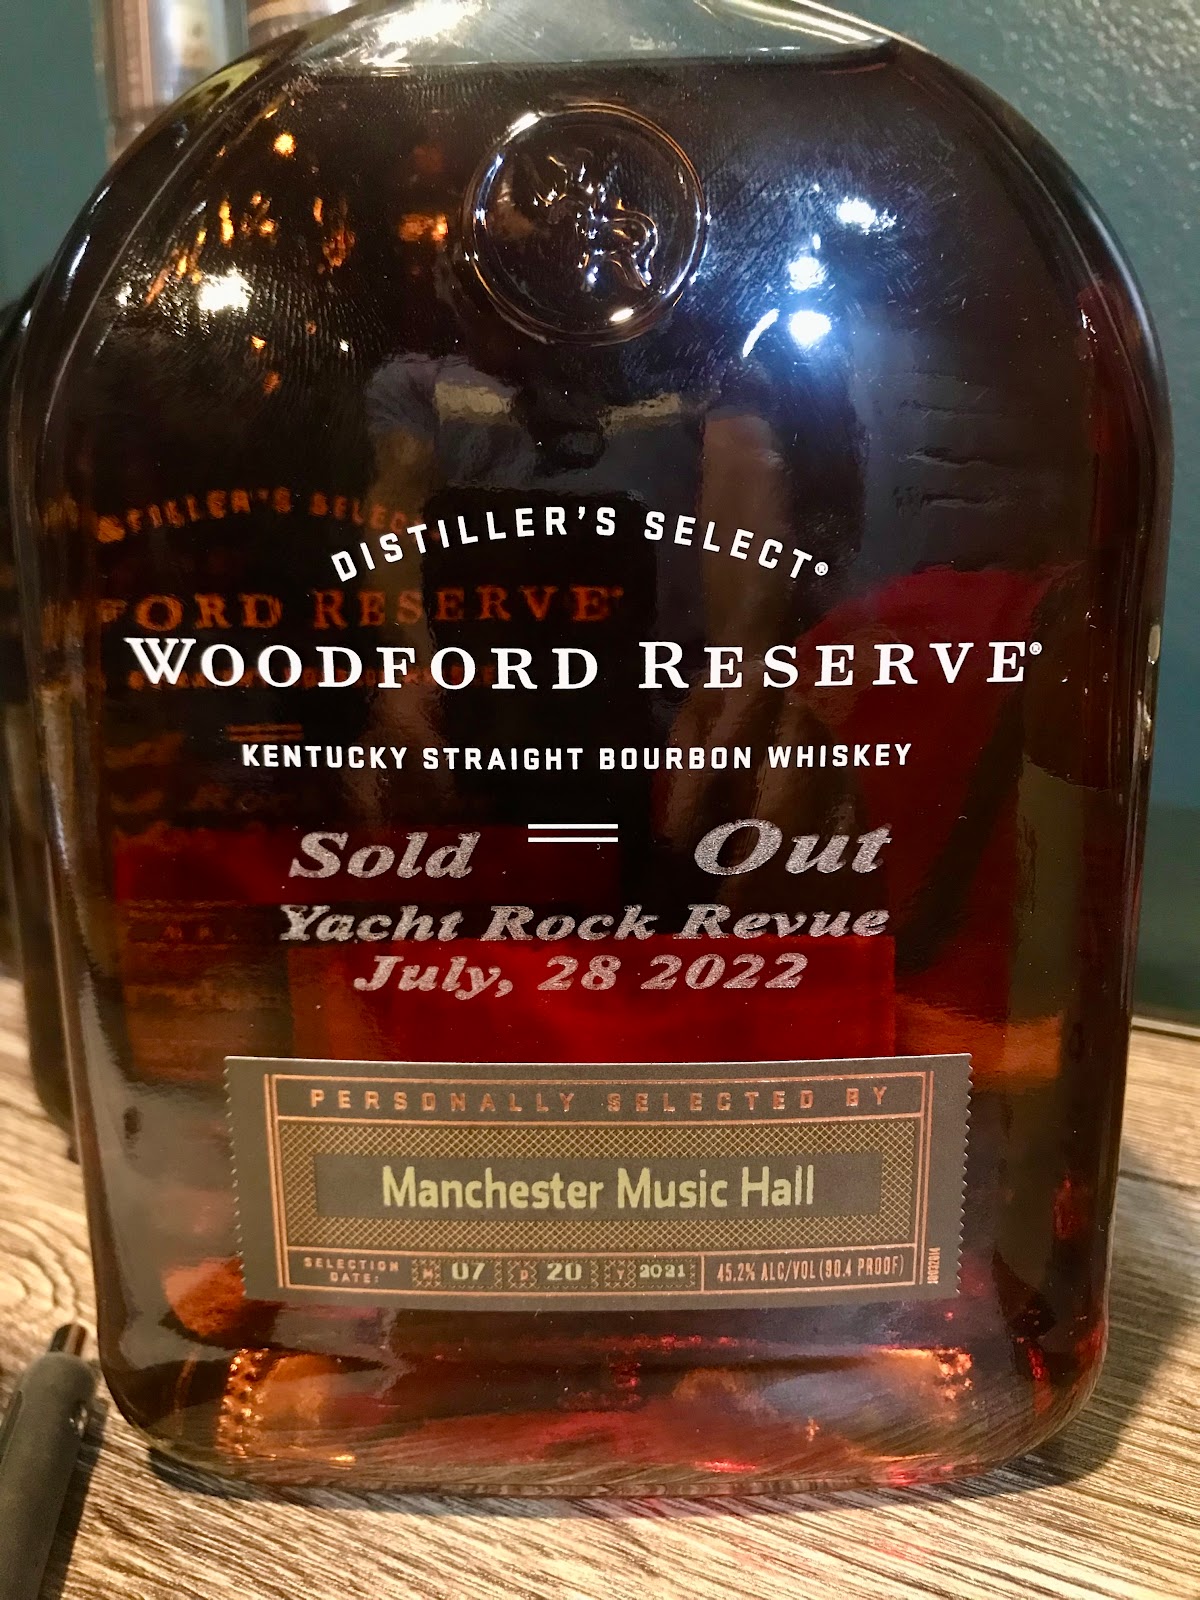 DISTILLER'S SELECT®
WOODFORD RESERVE®
KENTUCKY STRAIGHT BOURBON WHISKEY
Sold Out
Yacht Rock Revue
July, 28 2022
PERSONALLY SELECTED BY
Manchester Music Hall
SELECTION DATE: M 07 D 20 Y 2021
45.2% ALC/VOL (90.4 PROOF)